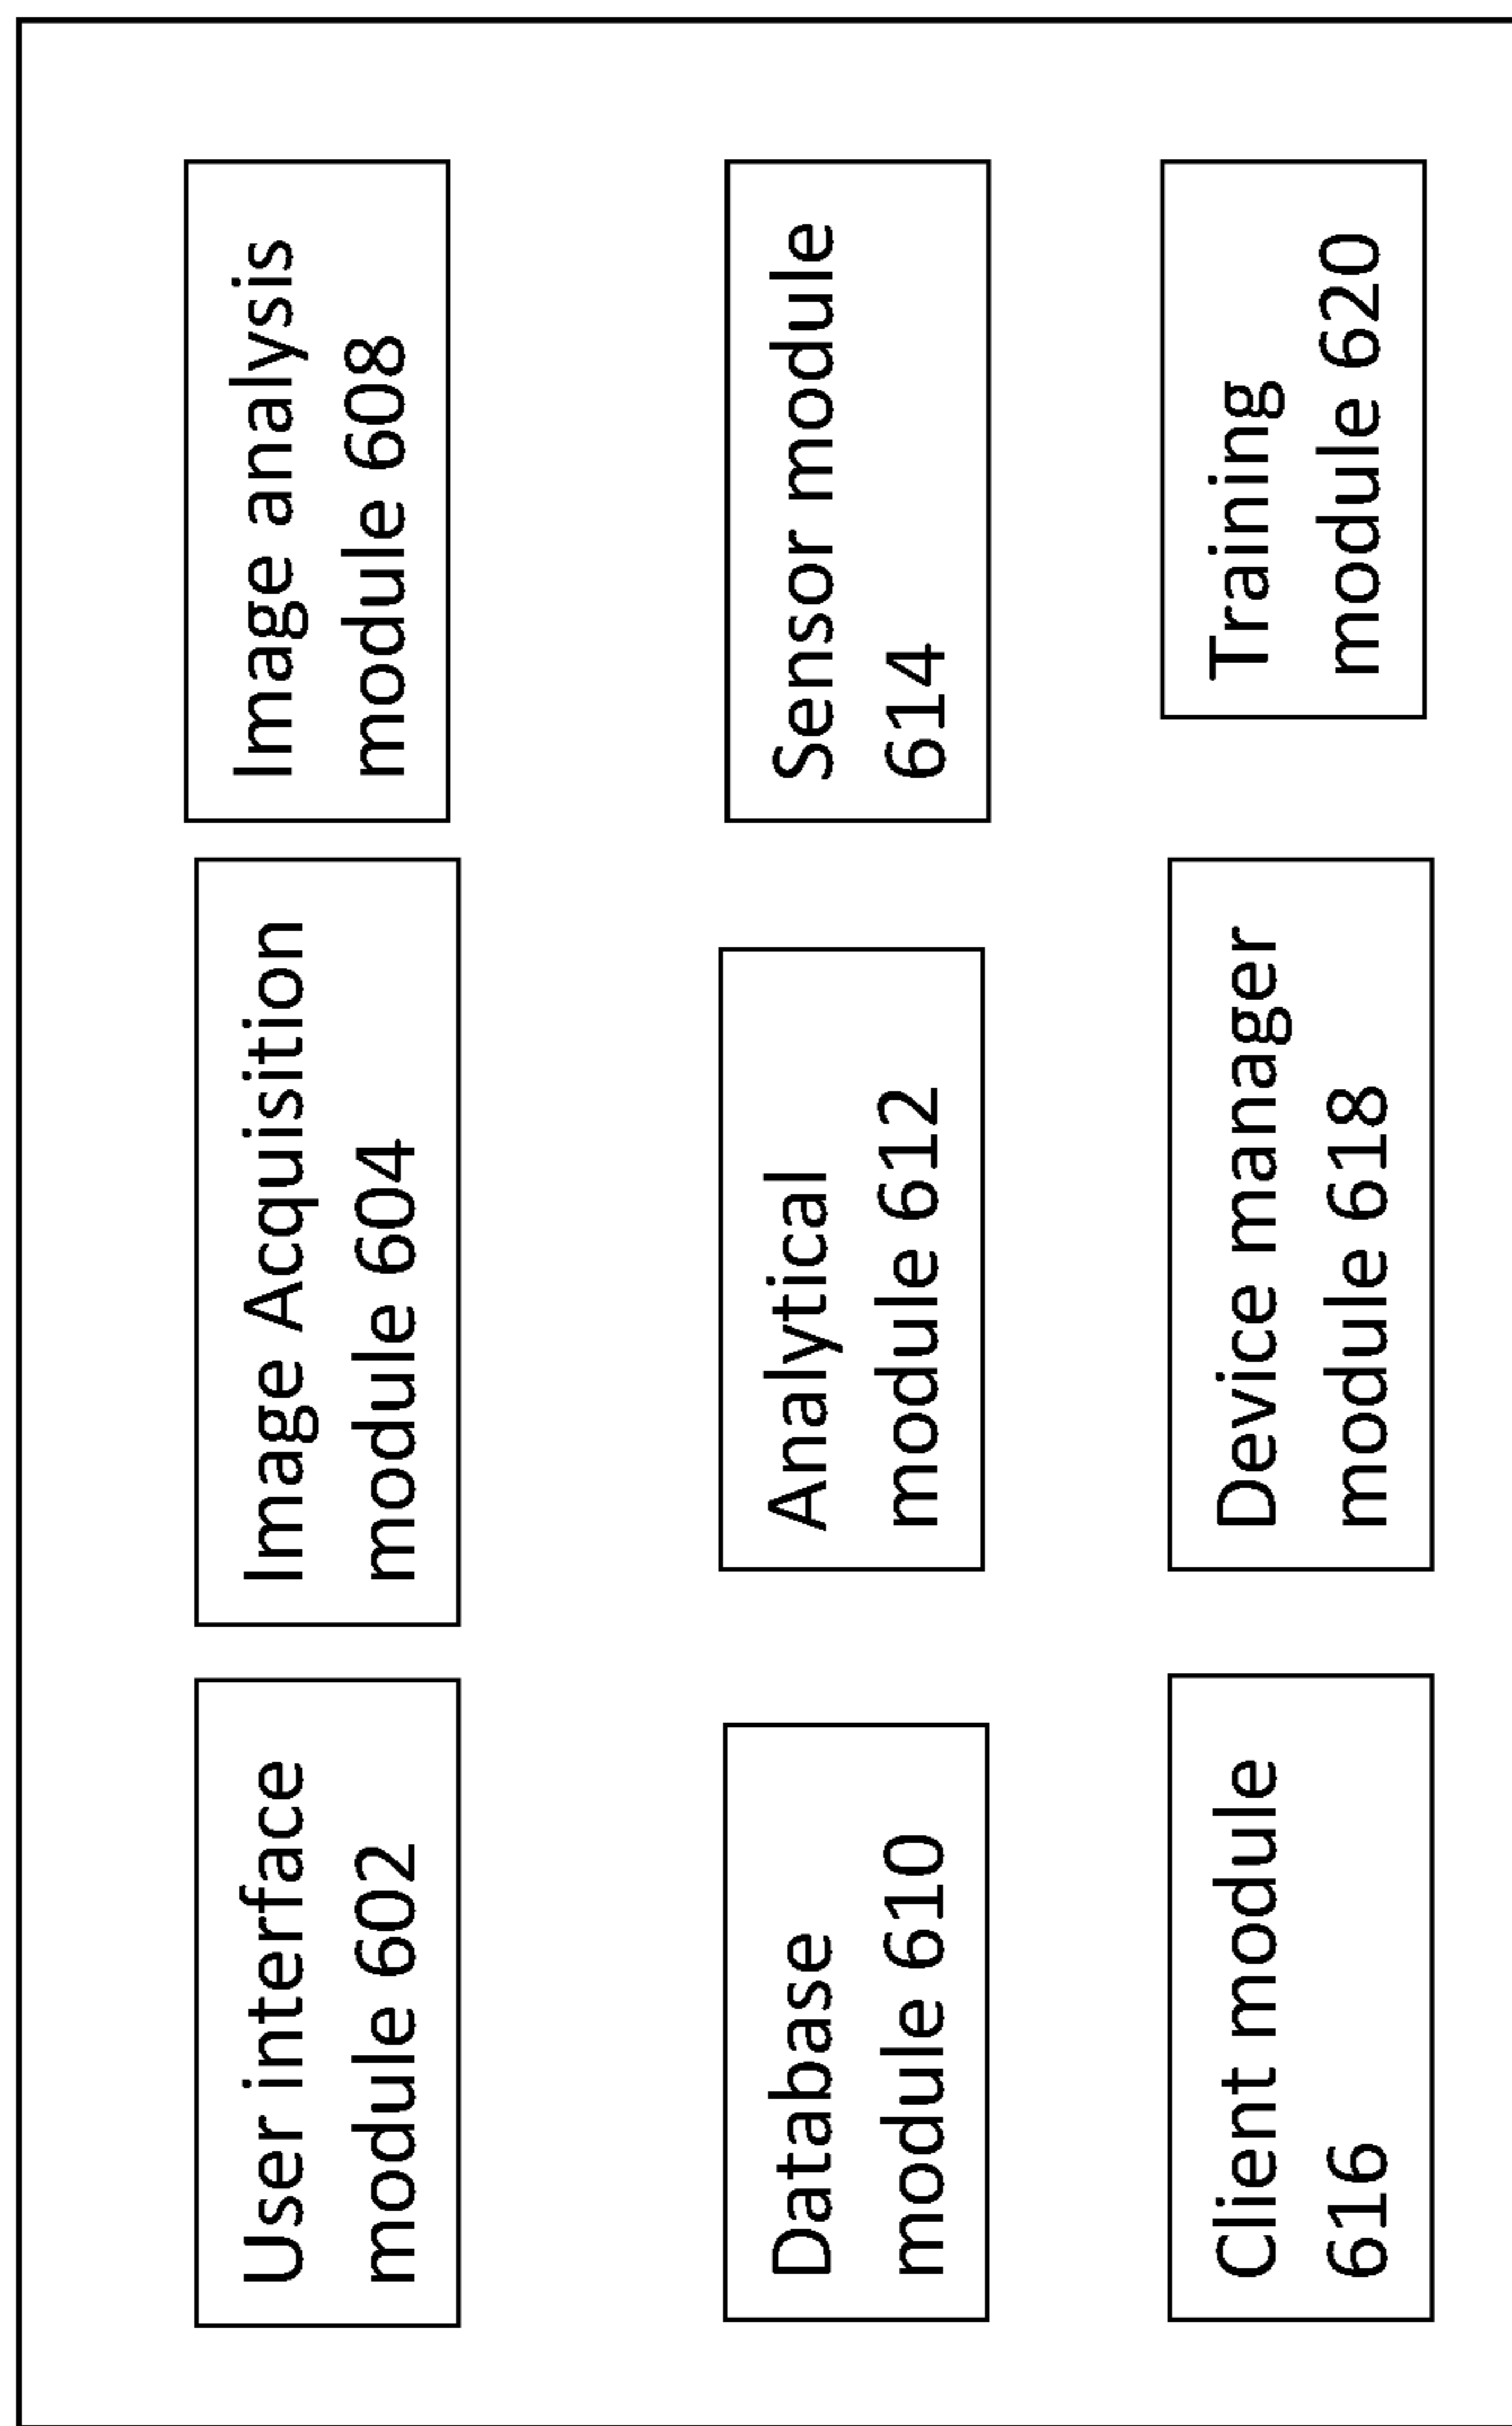 User interface
module 602
Image Acquisition
module 604
Image analysis
module 608
Database
module 610
Analytical
module 612
Sensor module
614
Client module
616
Device manager
module 618
Training
module 620